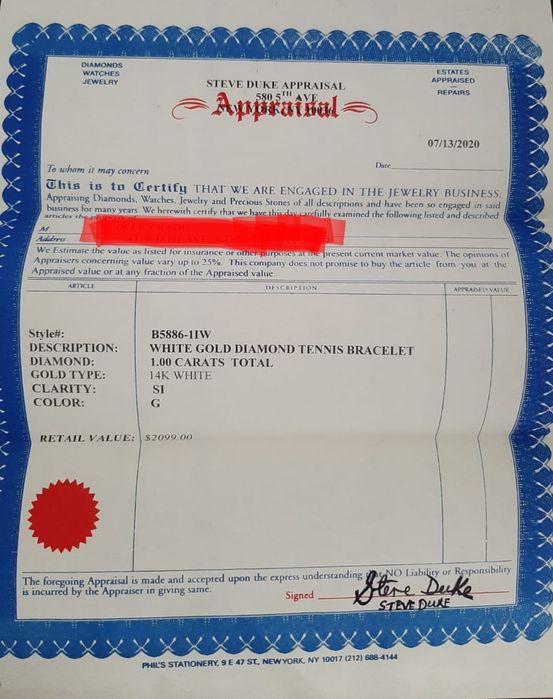 DIAMONDS
WATCHES
JEWELRY
ESTATES
APPRAISED
—
REPAIRS
STEVE DUKE APPRAISAL
580 5TH AVE
NEW YORK, NY 10036
Appraisal
07/13/2020
Date
To whom it may concern
This is to Certify THAT WE ARE ENGAGED IN THE JEWELRY BUSINESS:
Appraising Diamonds, Watches, Jewelry and Precious Stones of all descriptions and have been so engaged in said
business for many years. We herewith certify that we have this day carefully examined the following listed and described
articles the
M
Address
We Estimate the value as listed for insurance or other purposes at the present current market value. The opinions of
Appraisers concerning value vary up to 25%. This company does not promise to buy the article from you at the
Appraised value or at any fraction of the Appraised value.
ARTICLE DESCRIPTION APPRAISED VALUE
Style#: B5886-1IW
DESCRIPTION: WHITE GOLD DIAMOND TENNIS BRACELET
DIAMOND: 1.00 CARATS TOTAL
GOLD TYPE: 14K WHITE
CLARITY: SI
COLOR: G
RETAIL VALUE: $2099.00
The foregoing Appraisal is made and accepted upon the express understanding that NO Liability or Responsibility
is incurred by the Appraiser in giving same.
Signed Steve Duke
STEVE DUKE
PHIL'S STATIONERY, 9 E 47 ST, NEW YORK, NY 10017 (212) 688-4144